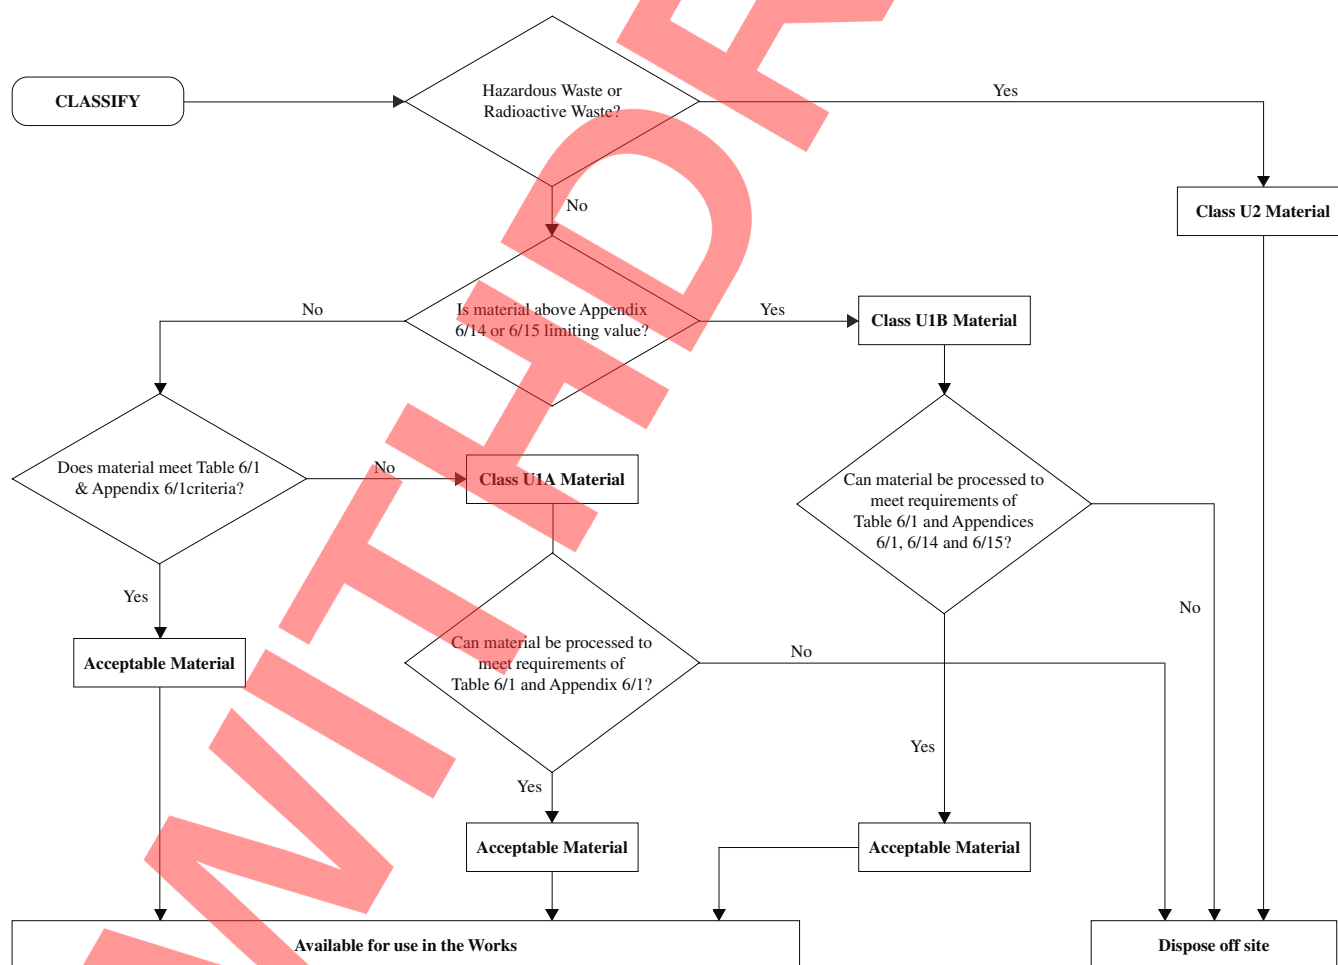 CLASSIFY
Hazardous Waste or
Radioactive Waste?
Yes
Class U2 Material
No
Is material above Appendix
6/14 or 6/15 limiting value?
No
Yes
Class U1B Material
Does material meet Table 6/1
& Appendix 6/1criteria?
No
Class U1A Material
Can material be processed to
meet requirements of
Table 6/1 and Appendices
6/1, 6/14 and 6/15?
Yes
No
Acceptable Material
Can material be processed to
meet requirements of
Table 6/1 and Appendix 6/1?
No
Yes
Yes
Acceptable Material
Acceptable Material
Available for use in the Works
Dispose off site
WITHDR